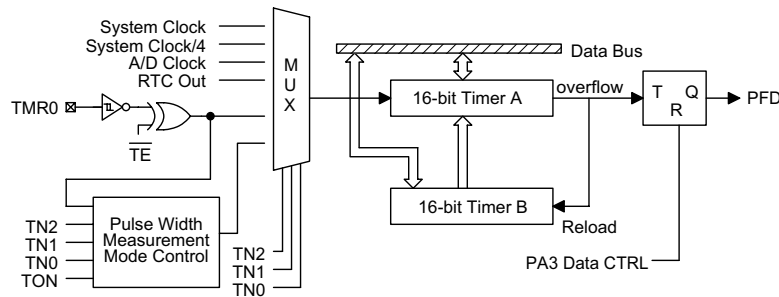 System Clock
System Clock/4
A/D Clock
RTC Out
TMR0
TE
MUX
Data Bus
16-bit Timer A
overflow
T Q
R
PFD
16-bit Timer B
Reload
PA3 Data CTRL
Pulse Width
Measurement
Mode Control
TN2
TN1
TN0
TON
TN2
TN1
TN0